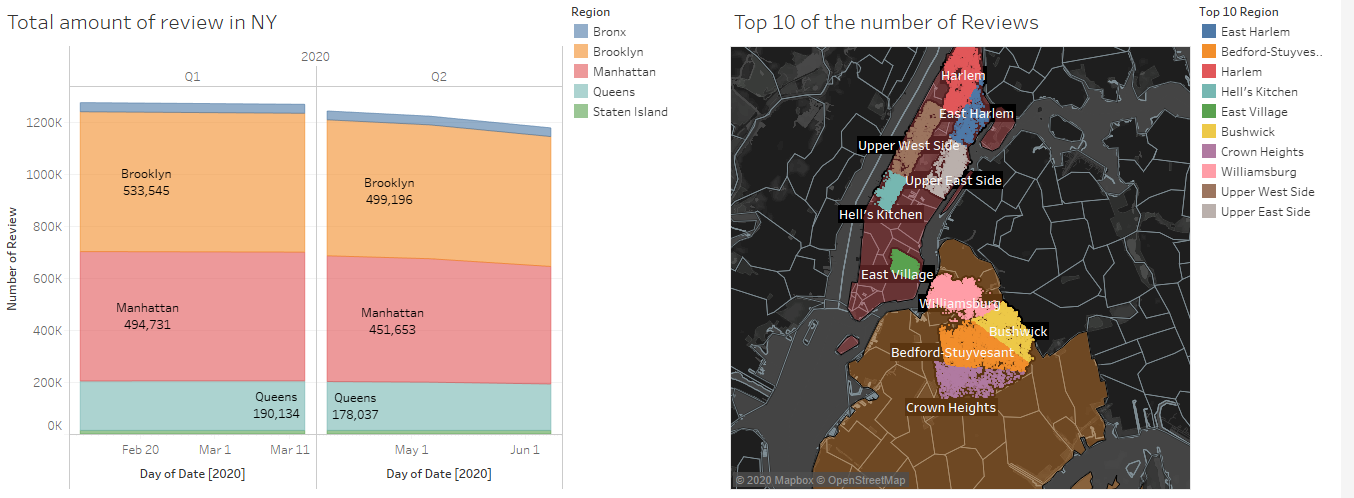 Total amount of review in NY
2020
Q1
Q2
1200K
1000K
800K
600K
400K
200K
0K
Number of Review
Brooklyn
533,545
Manhattan
494,731
Queens
190,134
Brooklyn
499,196
Manhattan
451,653
Queens
178,037
Feb 20
Mar 1
Mar 11
May 1
Jun 1
Day of Date [2020]
Day of Date [2020]
Region
Bronx
Brooklyn
Manhattan
Queens
Staten Island
Top 10 of the number of Reviews
Harlem
East Harlem
Upper West Side
Upper East Side
Hell's Kitchen
East Village
Williamsburg
Bushwick
Bedford-Stuyvesant
Crown Heights
© 2020 Mapbox © OpenStreetMap
Top 10 Region
East Harlem
Bedford-Stuyves..
Harlem
Hell's Kitchen
East Village
Bushwick
Crown Heights
Williamsburg
Upper West Side
Upper East Side